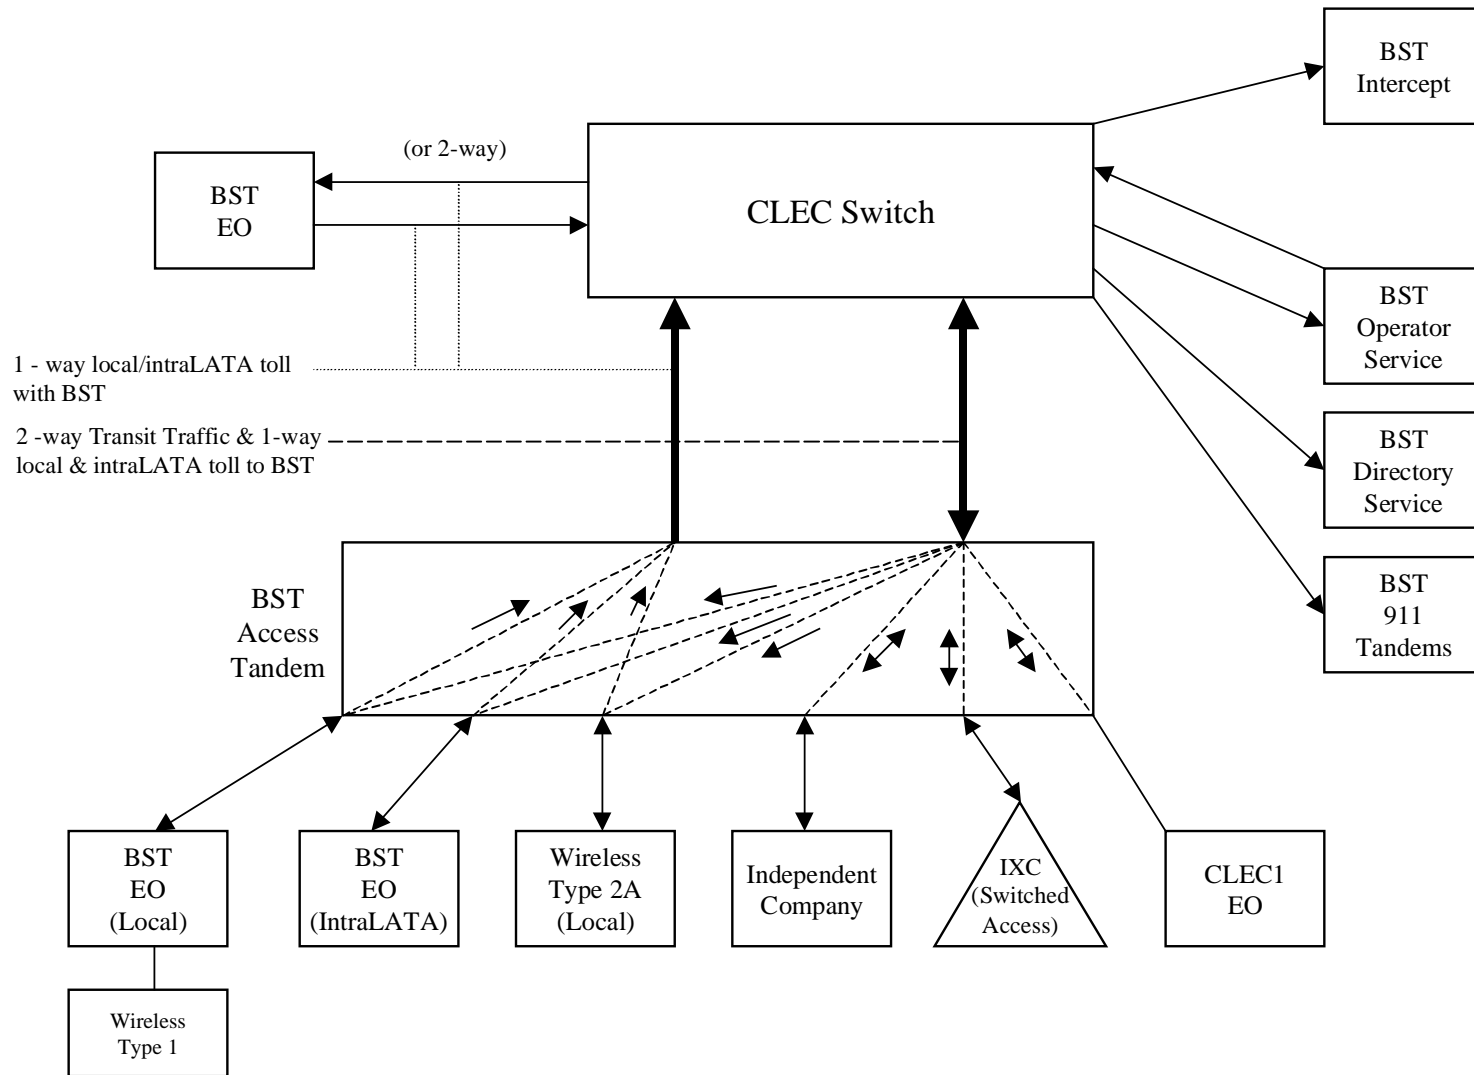 BST
Intercept
(or 2-way)
BST
EO
CLEC Switch
BST
Operator
Service
1 - way local/intraLATA toll
with BST
2 -way Transit Traffic & 1-way
local & intraLATA toll to BST
BST
Directory
Service
BST
911
Tandems
BST
Access
Tandem
BST
EO
(Local)
BST
EO
(IntraLATA)
Wireless
Type 2A
(Local)
Independent
Company
IXC
(Switched
Access)
CLEC1
EO
Wireless
Type 1